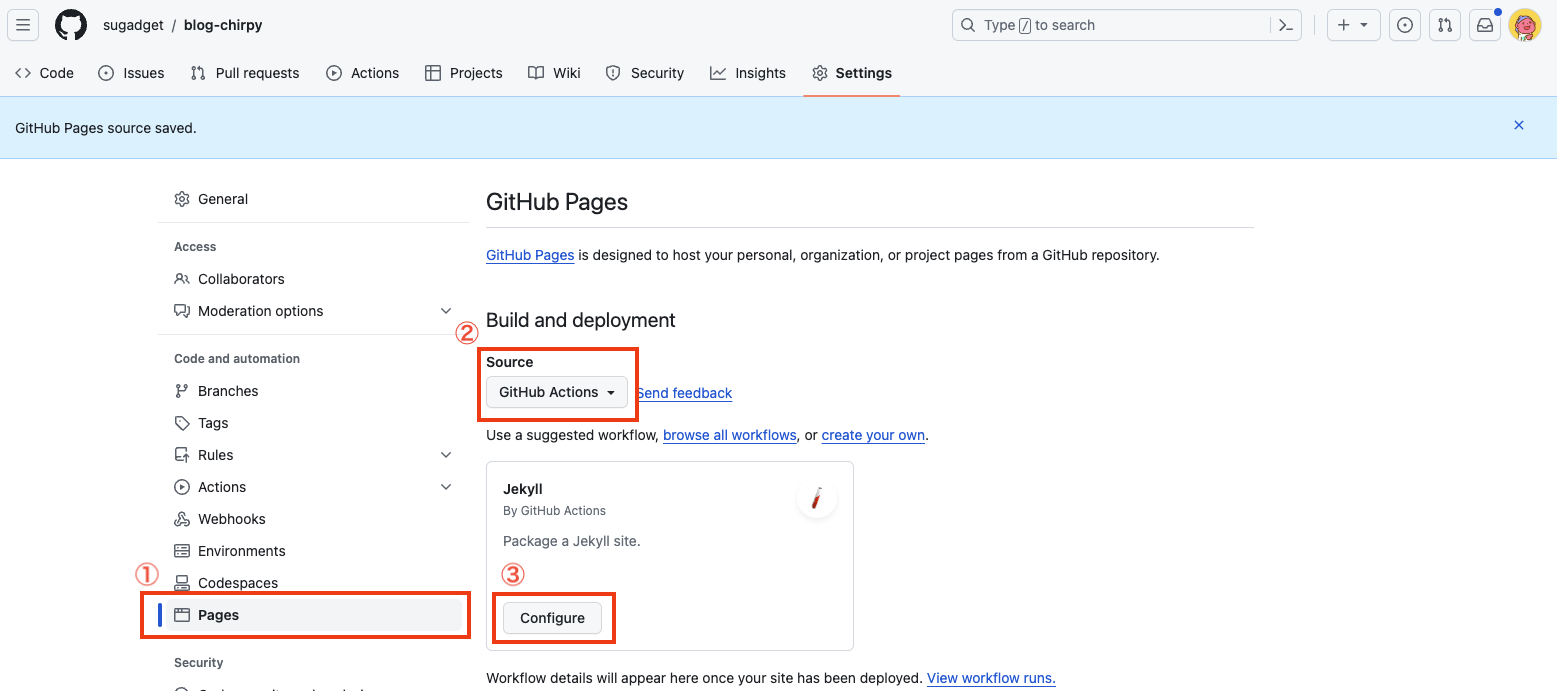 sugadget / blog-chirpy
Type / to search
Code Issues Pull requests Actions Projects Wiki Security Insights Settings
GitHub Pages source saved.
General
Access
Collaborators
Moderation options
Code and automation
Branches
Tags
Rules
Actions
Webhooks
Environments
①
Codespaces
Pages
Security
GitHub Pages
GitHub Pages is designed to host your personal, organization, or project pages from a GitHub repository.
Build and deployment
②
Source
GitHub Actions Send feedback
Use a suggested workflow, browse all workflows, or create your own.
Jekyll
By GitHub Actions
Package a Jekyll site.
③
Configure
Workflow details will appear here once your site has been deployed. View workflow runs.